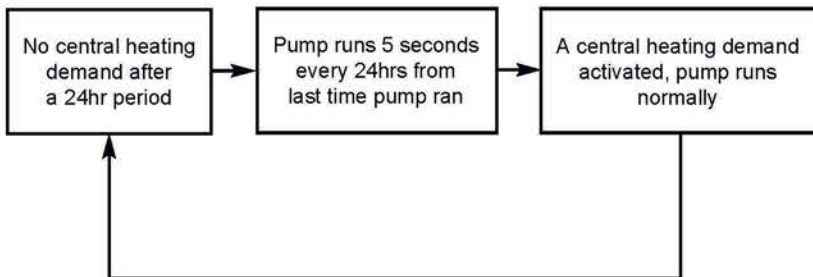 No central heating
demand after
a 24hr period
Pump runs 5 seconds
every 24hrs from
last time pump ran
A central heating demand
activated, pump runs
normally